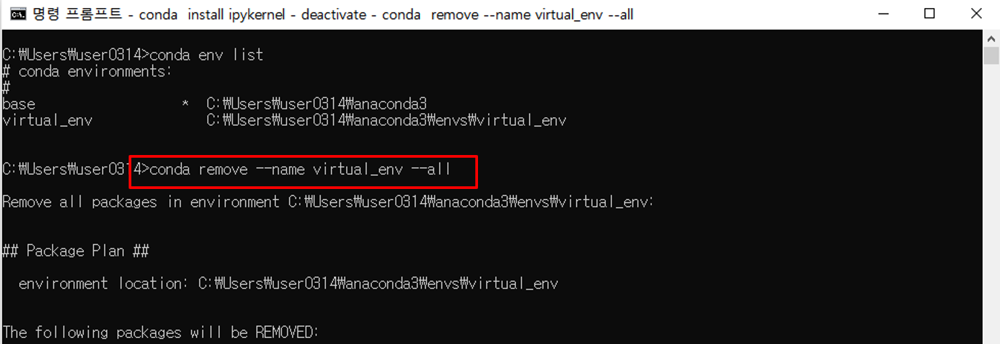 명령 프롬프트 - conda  install ipykernel - deactivate - conda  remove --name virtual_env --all
C:₩Users₩user0314>conda env list
# conda environments:
#
base                  *  C:₩Users₩user0314₩anaconda3
virtual_env              C:₩Users₩user0314₩anaconda3₩envs₩virtual_env
C:₩Users₩user0314>conda remove --name virtual_env --all
Remove all packages in environment C:₩Users₩user0314₩anaconda3₩envs₩virtual_env:
## Package Plan ##
  environment location: C:₩Users₩user0314₩anaconda3₩envs₩virtual_env
The following packages will be REMOVED: